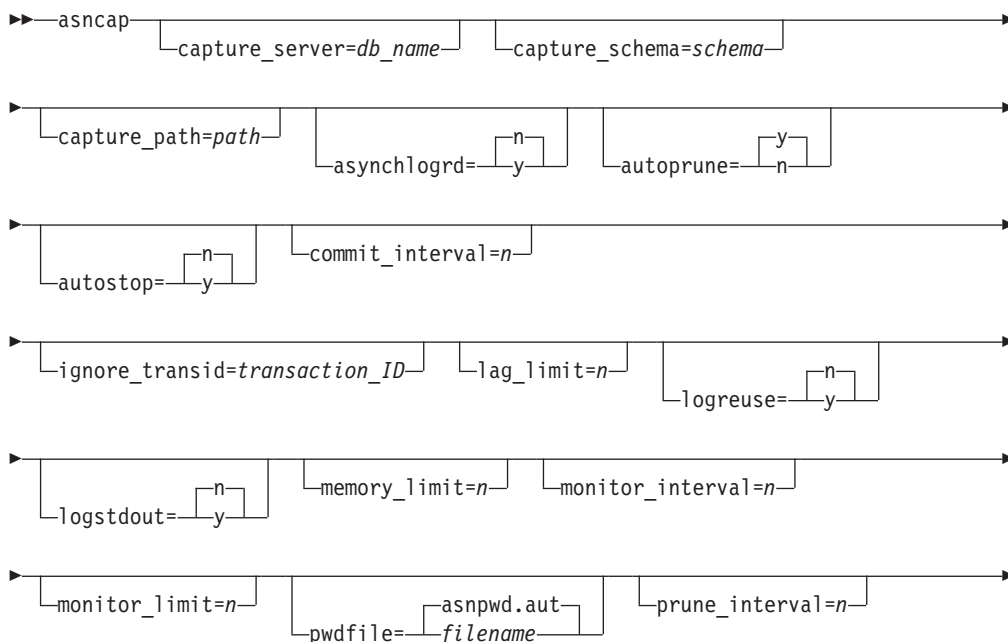 asncap
capture_server=db_name
capture_schema=schema
capture_path=path
asynchlogrd=
n
y
autoprune=
y
n
autostop=
n
y
commit_interval=n
ignore_transid=transaction_ID
lag_limit=n
logreuse=
n
y
logstdout=
n
y
memory_limit=n
monitor_interval=n
monitor_limit=n
pwdfile=
asnpwd.aut
filename
prune_interval=n